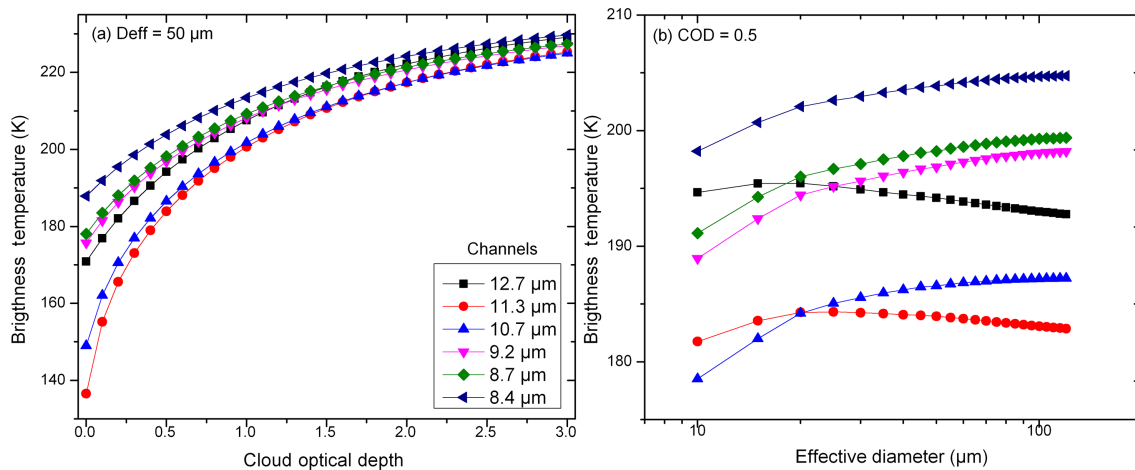 (a) Deff = 50 µm
220
200
180
160
140
Brigthness temperature (K)
0.0 0.5 1.0 1.5 2.0 2.5 3.0
Cloud optical depth
Channels
12.7 µm
11.3 µm
10.7 µm
9.2 µm
8.7 µm
8.4 µm
(b) COD = 0.5
210
200
190
180
Brigthness temperature (K)
10 100
Effective diameter (µm)